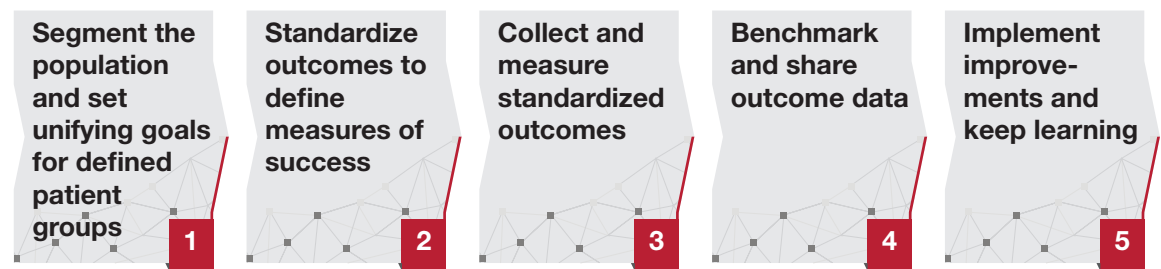 Segment the
population
and set
unifying goals
for defined
patient
groups
1
Standardize
outcomes to
define
measures of
success
2
Collect and
measure
standardized
outcomes
3
Benchmark
and share
outcome data
4
Implement
improve-
ments and
keep learning
5